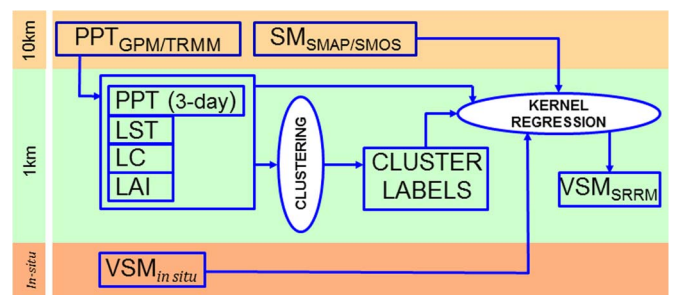 10km
PPTGPM/TRMM
SMSMAP/SMOS
1km
PPT (3-day)
LST
LC
LAI
CLUSTERING
CLUSTER
LABELS
KERNEL
REGRESSION
VSMSRRM
In-situ
VSMin situ